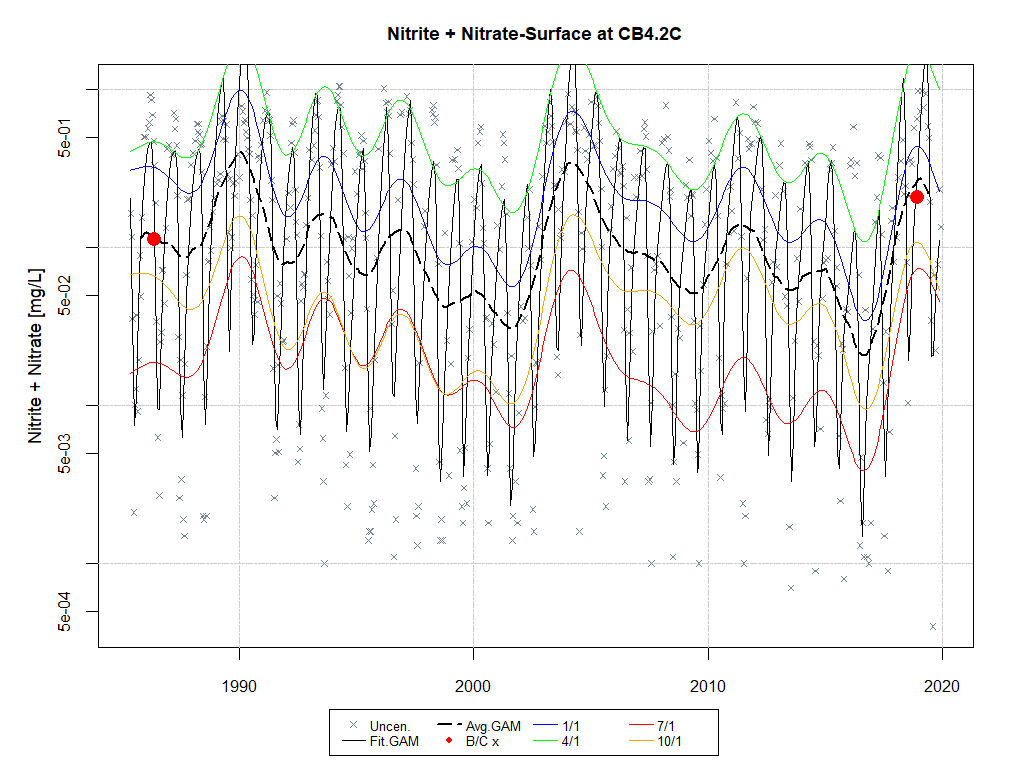 Nitrite + Nitrate-Surface at CB4.2C
Nitrite + Nitrate [mg/L]
5e-01
5e-02
5e-03
5e-04
1990 2000 2010 2020
Uncen. Avg.GAM 1/1 7/1
Fit.GAM B/C x 4/1 10/1